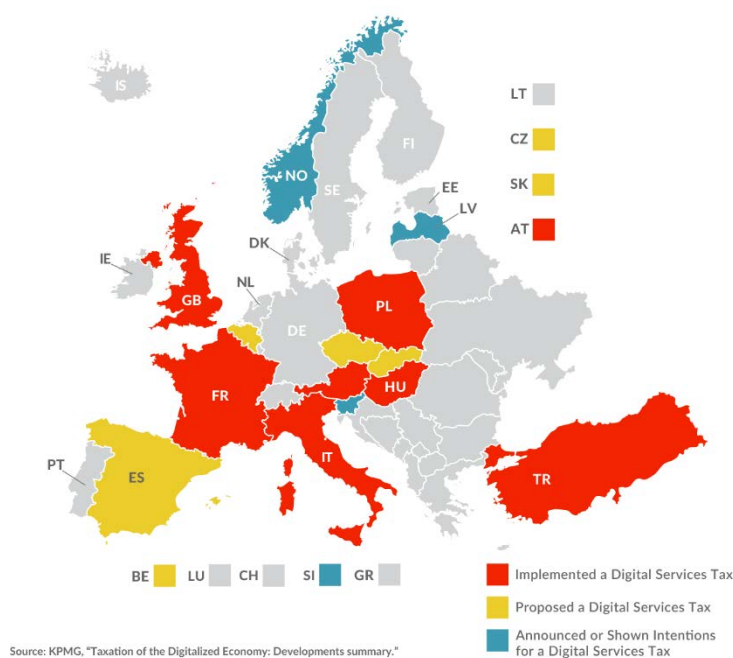 IS
LT
FI
CZ
NO
SE
EE
SK
LV
DK
AT
IE
NL
GB
PL
DE
HU
FR
IT
PT
ES
TR
BE
LU
CH
SI
GR
Implemented a Digital Services Tax
Proposed a Digital Services Tax
Announced or Shown Intentions
for a Digital Services Tax
Source: KPMG, "Taxation of the Digitalized Economy: Developments summary."